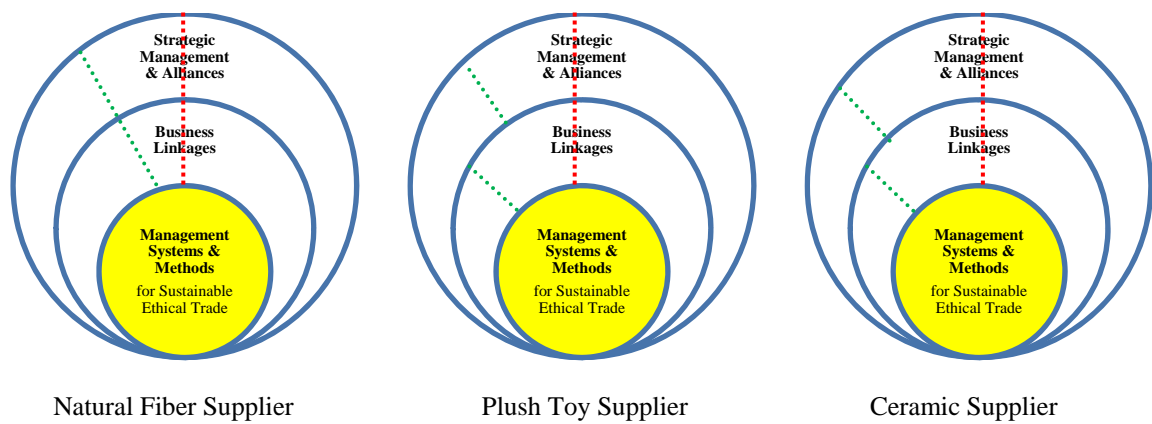 Strategic
Management
& Alliances
Business
Linkages
Management
Systems &
Methods
for Sustainable
Ethical Trade
Natural Fiber Supplier
Strategic
Management
& Alliances
Business
Linkages
Management
Systems &
Methods
for Sustainable
Ethical Trade
Plush Toy Supplier
Strategic
Management
& Alliances
Business
Linkages
Management
Systems &
Methods
for Sustainable
Ethical Trade
Ceramic Supplier